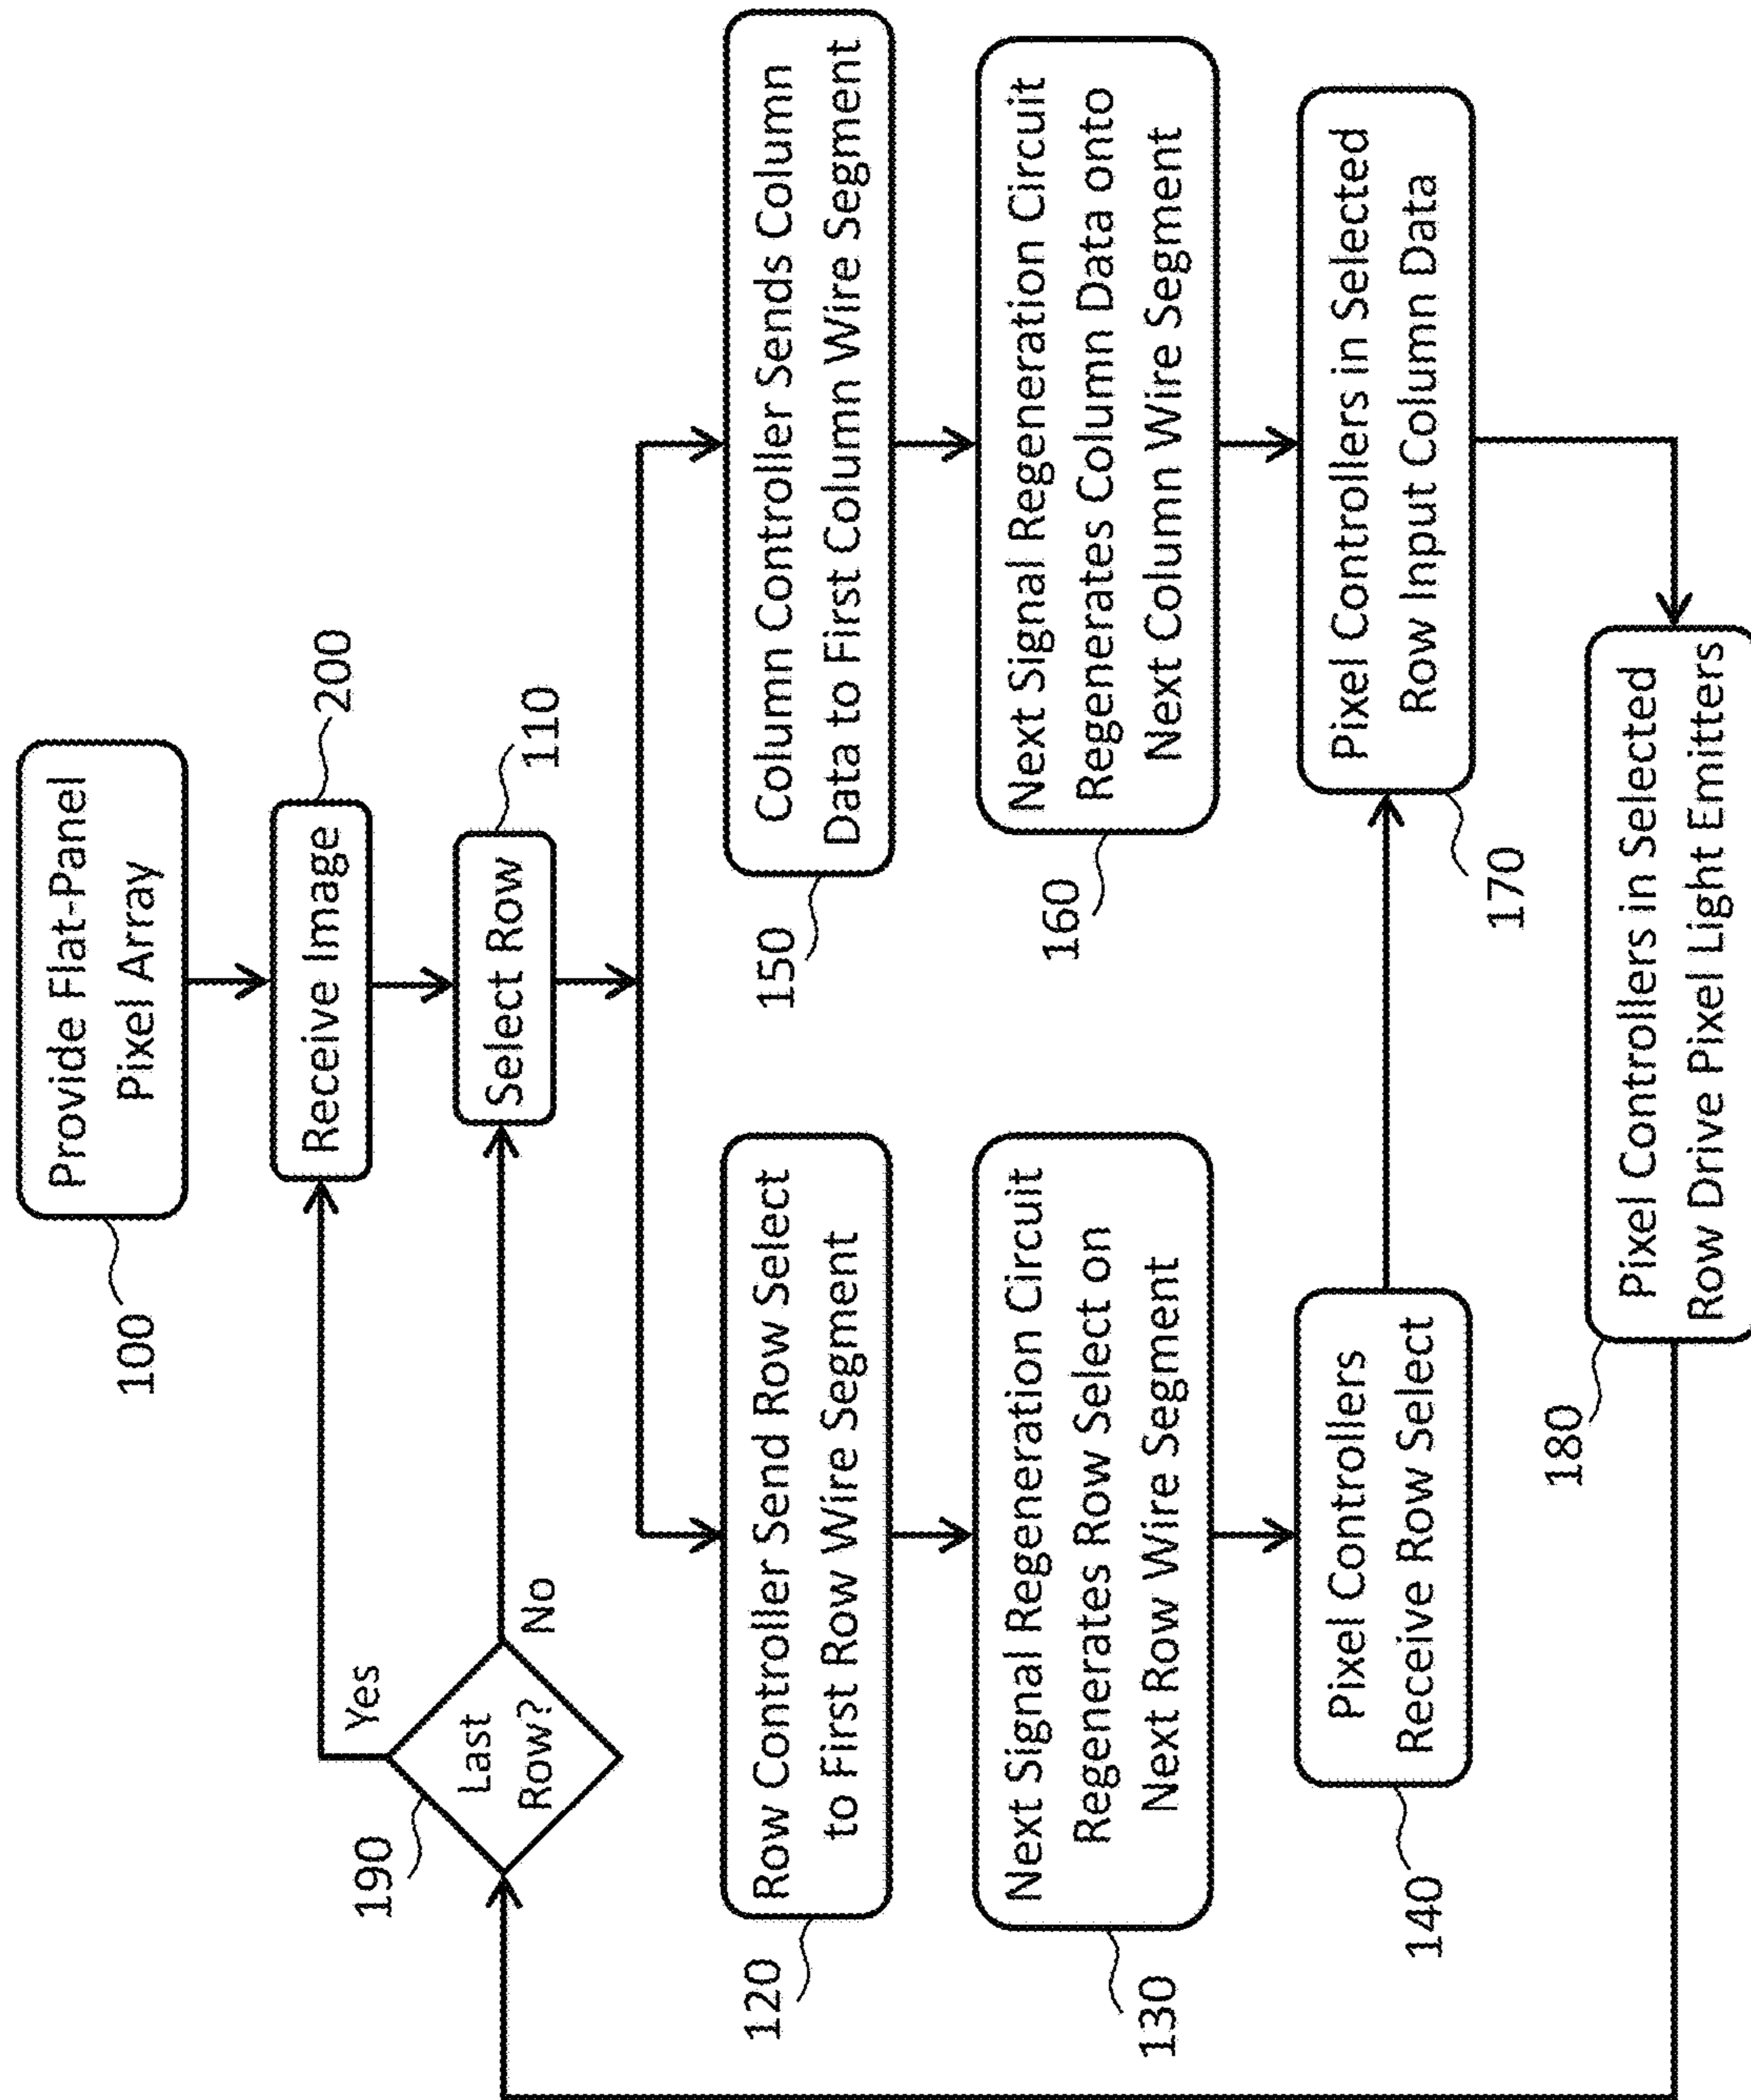 Provide Flat-Panel
Pixel Array
100
Receive Image
200
Select Row
110
Last
Row?
190
Yes
No
Row Controller Send Row Select
to First Row Wire Segment
120
Next Signal Regeneration Circuit
Regenerates Row Select on
Next Row Wire Segment
130
Pixel Controllers
Receive Row Select
140
Column Controller Sends Column
Data to First Column Wire Segment
150
Next Signal Regeneration Circuit
Regenerates Column Data onto
Next Column Wire Segment
160
Pixel Controllers in Selected
Row Input Column Data
170
Pixel Controllers in Selected
Row Drive Pixel Light Emitters
180